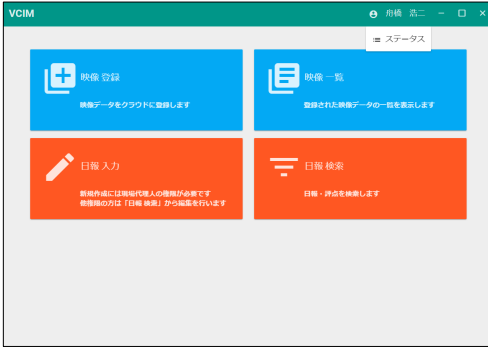 VCIM
舟橋 浩二
ステータス
映像 登録
映像データをクラウドに登録します
映像 一覧
登録された映像データの一覧を表示します
日報 入力
新規作成には現場代理人の権限が必要です
他権限の方は「日報 検索」から編集を行います
日報 検索
日報・評点を検索します